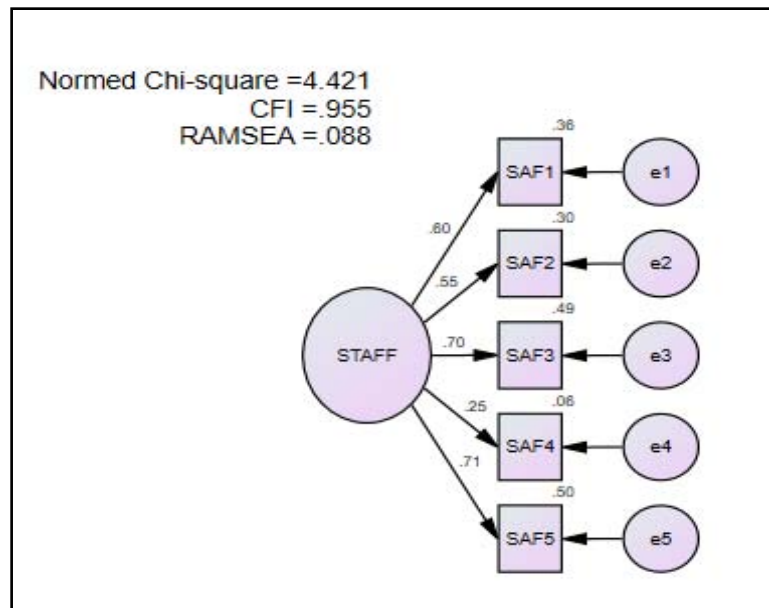 Normed Chi-square =4.421
CFI =.955
RAMSEA =.088
.36
SAF1
e1
.60
.30
SAF2
e2
.55
.49
SAF3
e3
STAFF
.70
.06
SAF4
e4
.25
.71
.50
SAF5
e5